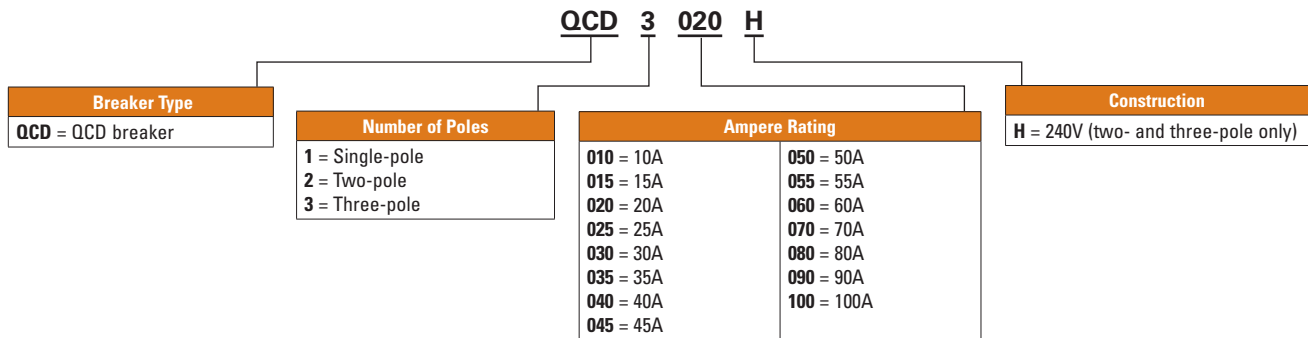 QCD 3 020 H
Breaker Type
QCD = QCD breaker
Number of Poles
1 = Single-pole
2 = Two-pole
3 = Three-pole
Ampere Rating
010 = 10A
015 = 15A
020 = 20A
025 = 25A
030 = 30A
035 = 35A
040 = 40A
045 = 45A
050 = 50A
055 = 55A
060 = 60A
070 = 70A
080 = 80A
090 = 90A
100 = 100A
Construction
H = 240V (two- and three-pole only)